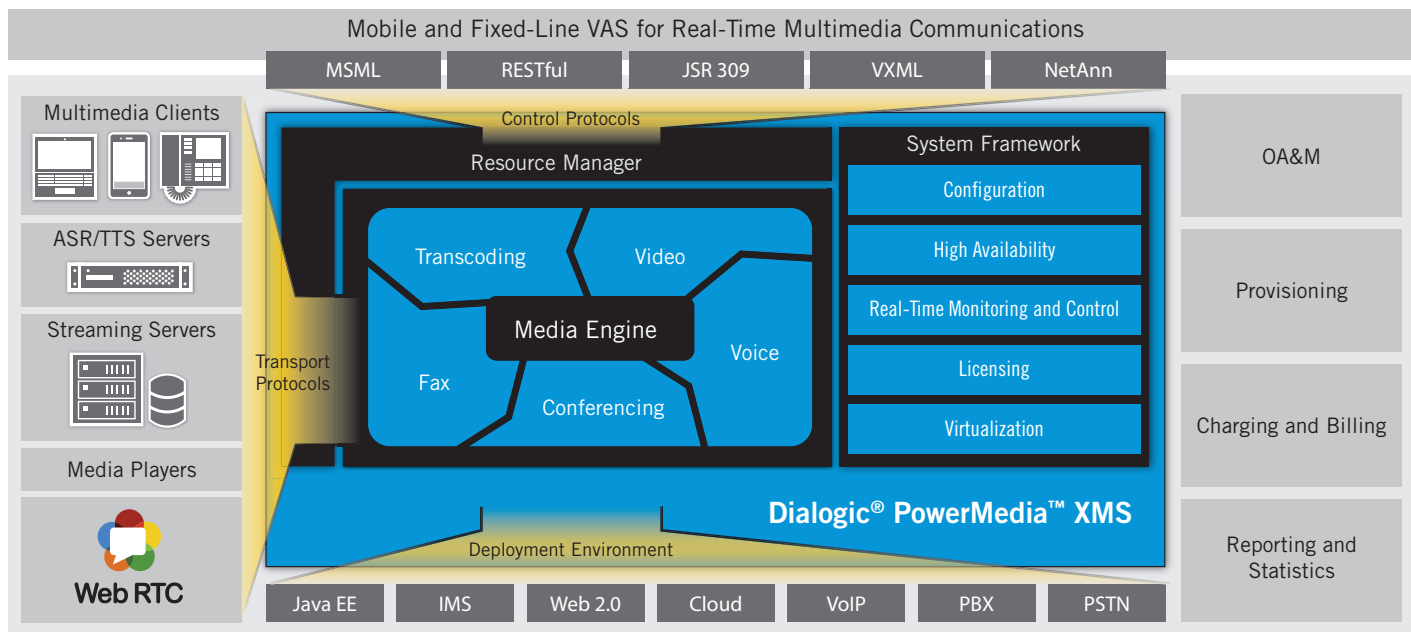 Mobile and Fixed-Line VAS for Real-Time Multimedia Communications
MSML
RESTful
JSR 309
VXML
NetAnn
Multimedia Clients
ASR/TTS Servers
Streaming Servers
Media Players
Web RTC
Transport
Protocols
Control Protocols
Resource Manager
Transcoding
Video
Media Engine
Voice
Fax
Conferencing
System Framework
Configuration
High Availability
Real-Time Monitoring and Control
Licensing
Virtualization
Dialogic® PowerMedia™ XMS
Deployment Environment
Java EE
IMS
Web 2.0
Cloud
VoIP
PBX
PSTN
OA&M
Provisioning
Charging and Billing
Reporting and
Statistics